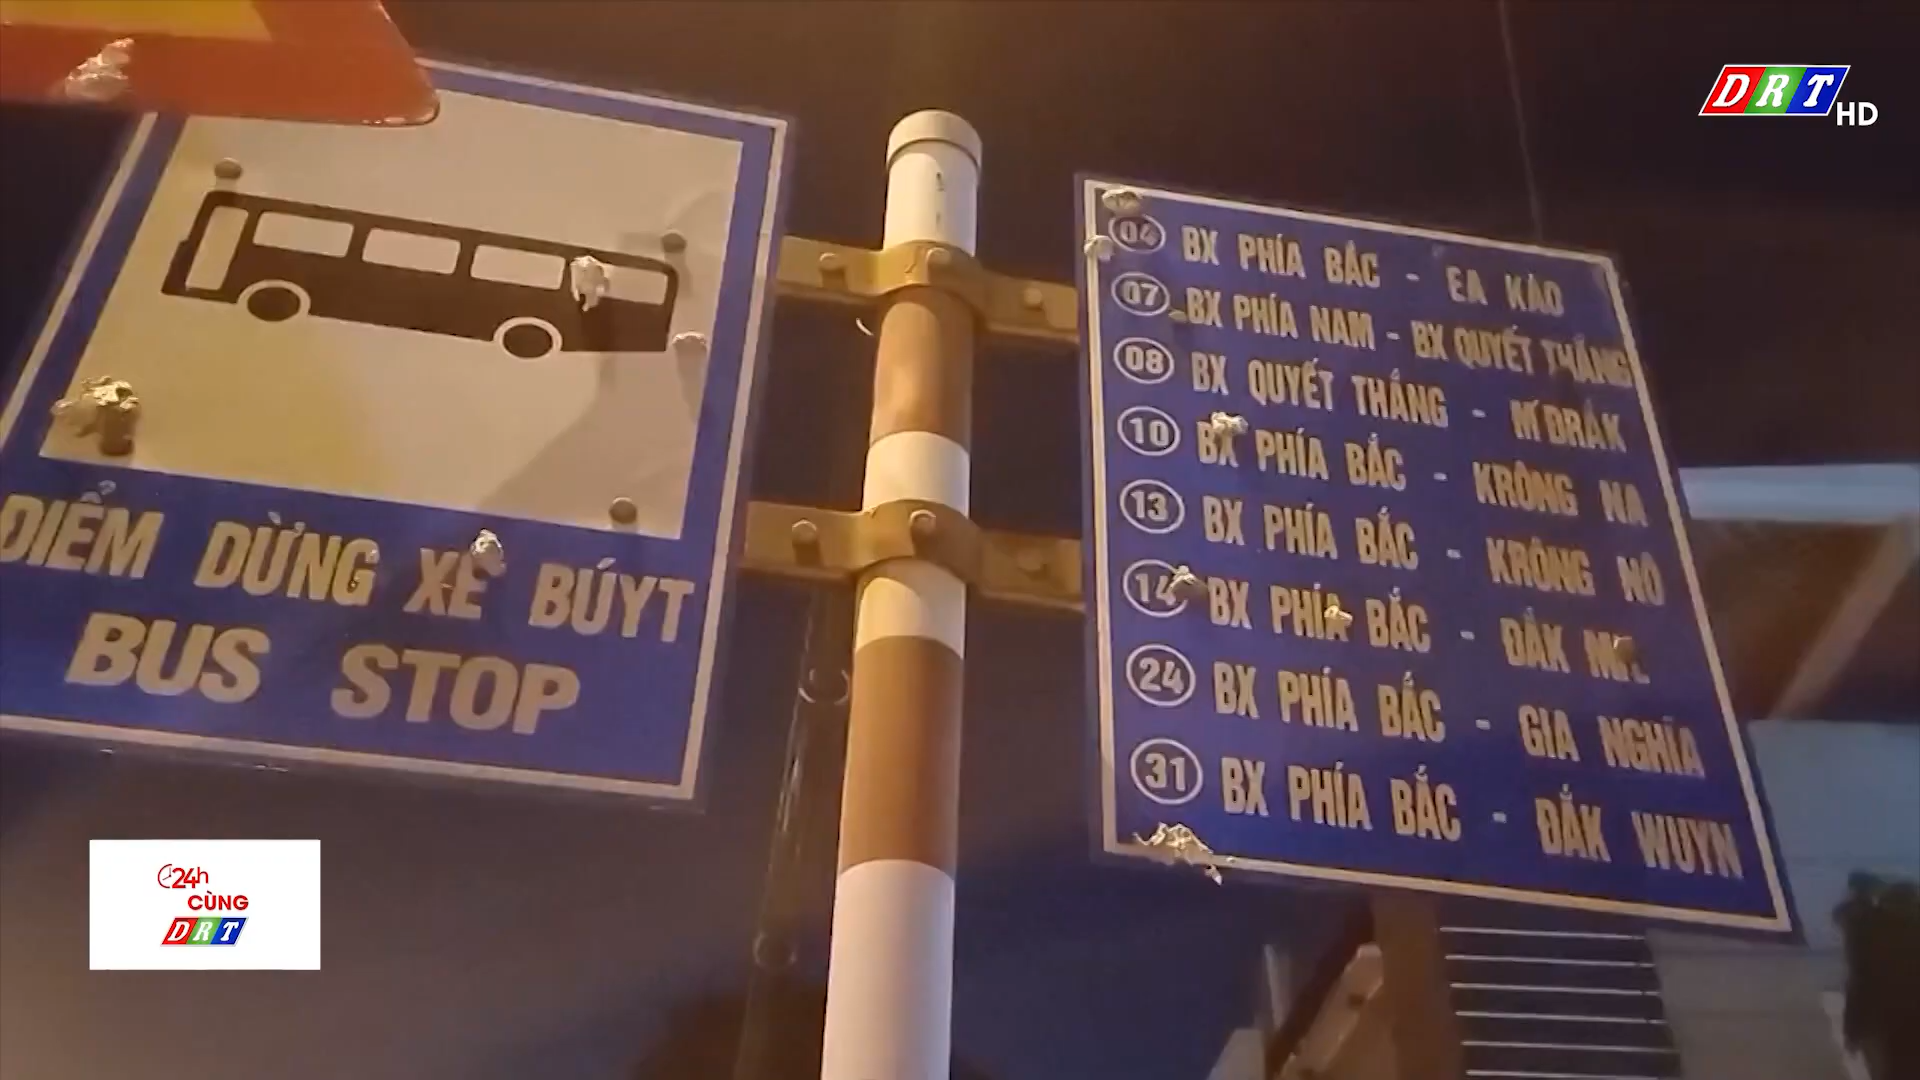 DRT HD
ĐIỂM DỪNG XE BUÝT
BUS STOP
04 BX PHÍA BẮC - EA KAO
07 BX PHÍA NAM - BX QUYẾT THẮNG
08 BX QUYẾT THẮNG - M'DRĂK
10 BX PHÍA BẮC - KRÔNG NA
13 BX PHÍA BẮC - KRÔNG NÔ
14 BX PHÍA BẮC - ĐẮK
24 BX PHÍA BẮC - GIA NGHĨA
31 BX PHÍA BẮC - ĐẮK WUYN
24h
CÙNG
DRT